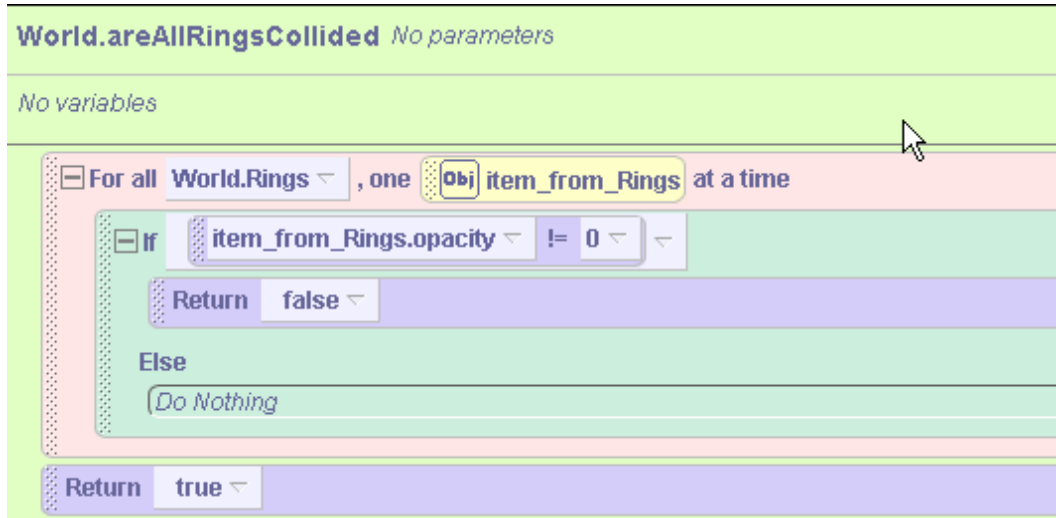 World.areAllRingsCollided No parameters
No variables
For all World.Rings , one Obj item_from_Rings at a time
If item_from_Rings.opacity != 0
Return false
Else
Do Nothing
Return true